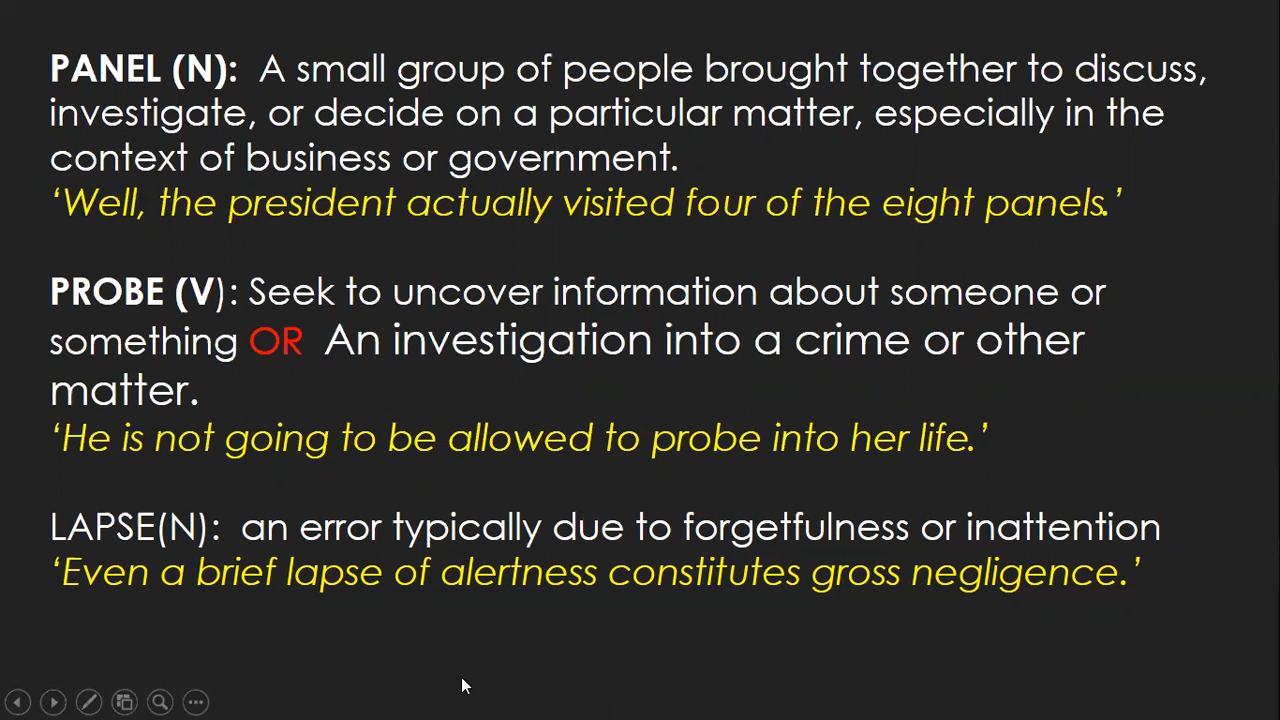 PANEL (N): A small group of people brought together to discuss,
investigate, or decide on a particular matter, especially in the
context of business or government.
‘Well, the president actually visited four of the eight panels.’
PROBE (V): Seek to uncover information about someone or
something OR An investigation into a crime or other
matter.
‘He is not going to be allowed to probe into her life.’
LAPSE(N): an error typically due to forgetfulness or inattention
‘Even a brief lapse of alertness constitutes gross negligence.’